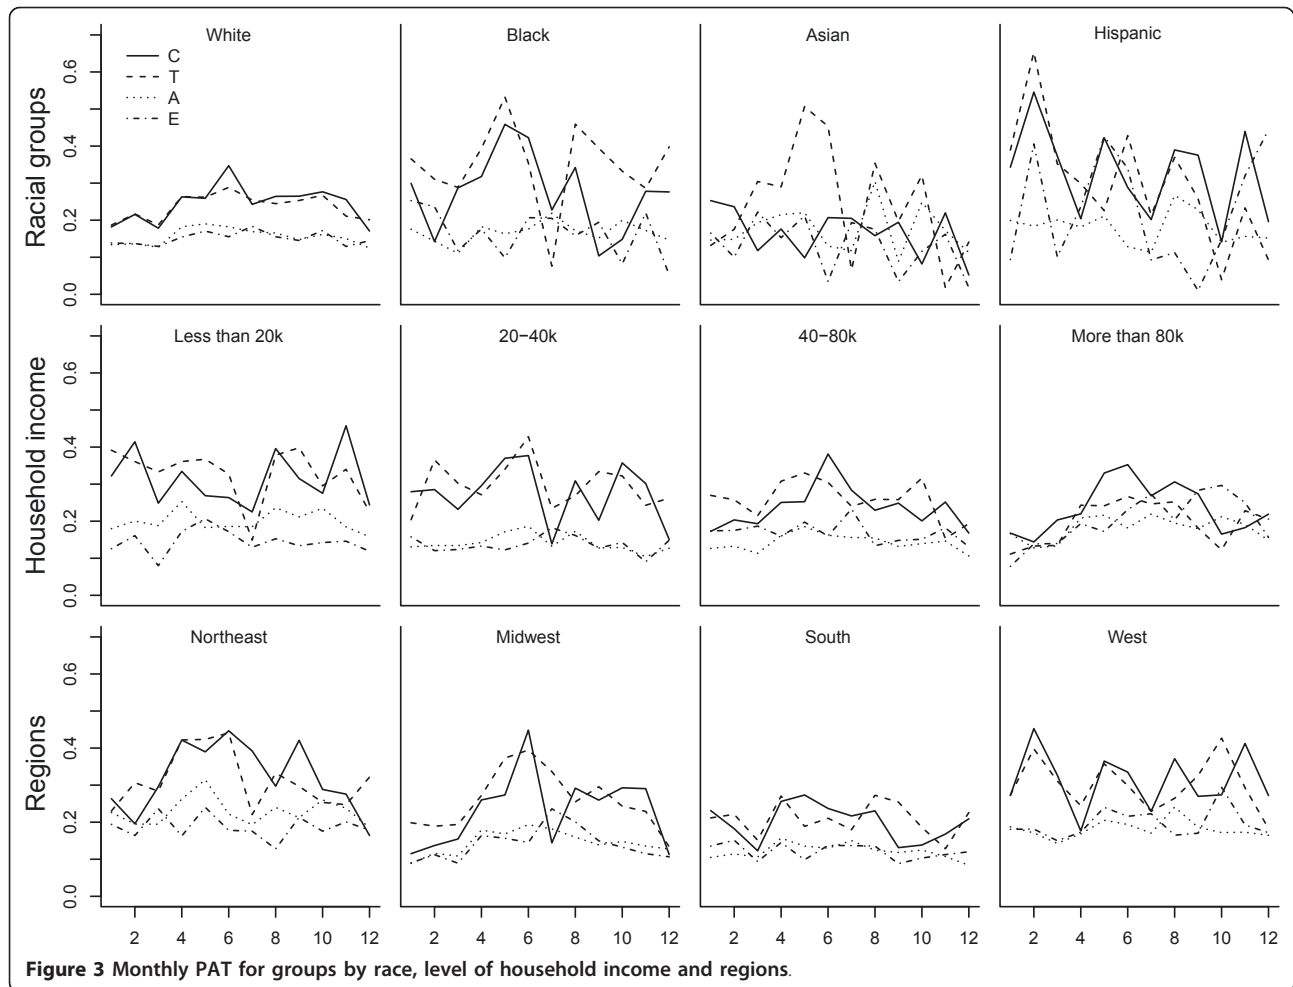 White
Black
Asian
Hispanic
C
T
A
E
Racial groups
0.0 0.2 0.4 0.6
Less than 20k
20−40k
40−80k
More than 80k
Household income
0.0 0.2 0.4 0.6
Northeast
Midwest
South
West
Regions
0.0 0.2 0.4 0.6
2 4 6 8 10 12
2 4 6 8 10 12
2 4 6 8 10 12
2 4 6 8 10 12
Figure 3 Monthly PAT for groups by race, level of household income and regions.